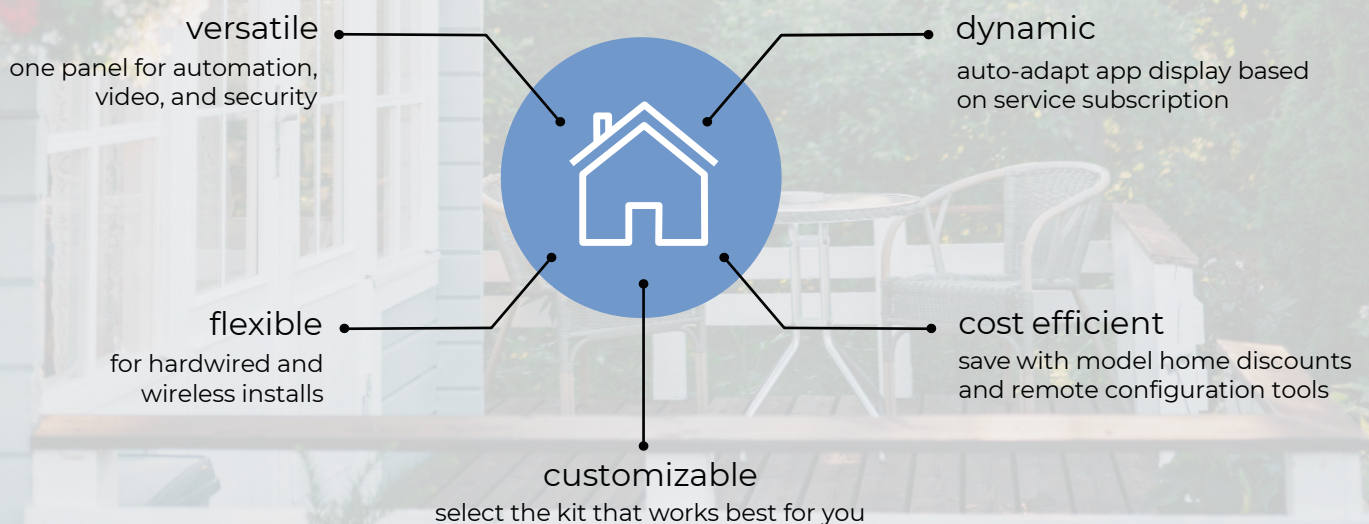 versatile
one panel for automation,
video, and security
dynamic
auto-adapt app display based
on service subscription
flexible
for hardwired and
wireless installs
cost efficient
save with model home discounts
and remote configuration tools
customizable
select the kit that works best for you